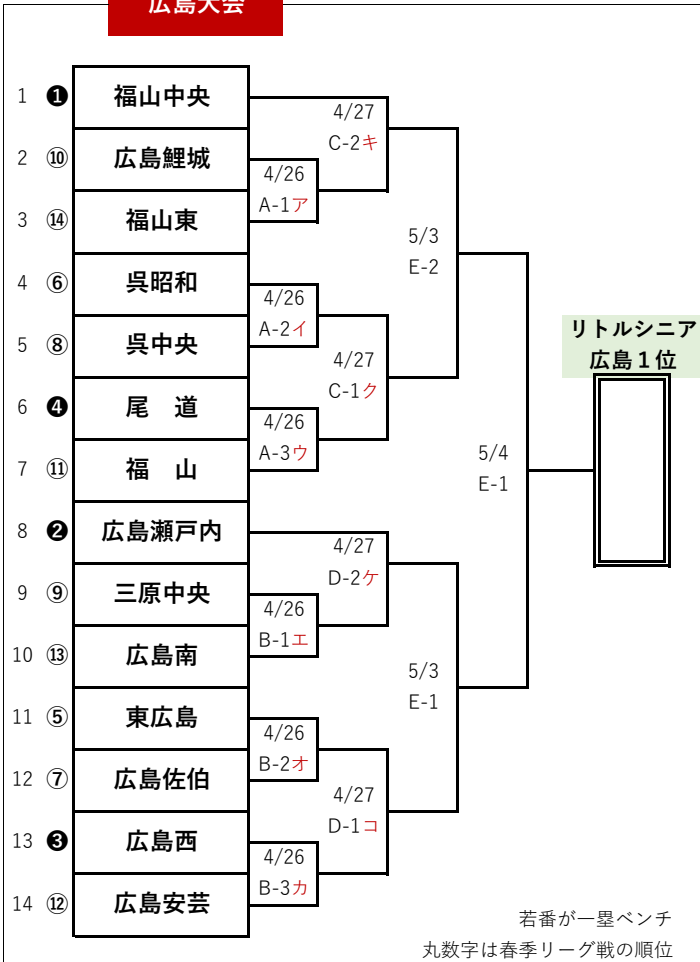 広島大会
1 ❶ 福山中央
2 ⑩ 広島鯉城
3 ⑭ 福山東
4 ⑥ 呉昭和
5 ⑧ 呉中央
6 ❹ 尾　道
7 ⑪ 福　山
8 ❷ 広島瀬戸内
9 ⑨ 三原中央
10 ⑬ 広島南
11 ⑤ 東広島
12 ⑦ 広島佐伯
13 ❸ 広島西
14 ⑫ 広島安芸
4/26
A-1ア
4/26
A-2イ
4/26
A-3ウ
4/26
B-1エ
4/26
B-2オ
4/26
B-3カ
4/27
C-2キ
4/27
C-1ク
4/27
D-2ケ
4/27
D-1コ
5/3
E-2
5/3
E-1
5/4
E-1
リトルシニア
広島１位
若番が一塁ベンチ
丸数字は春季リーグ戦の順位